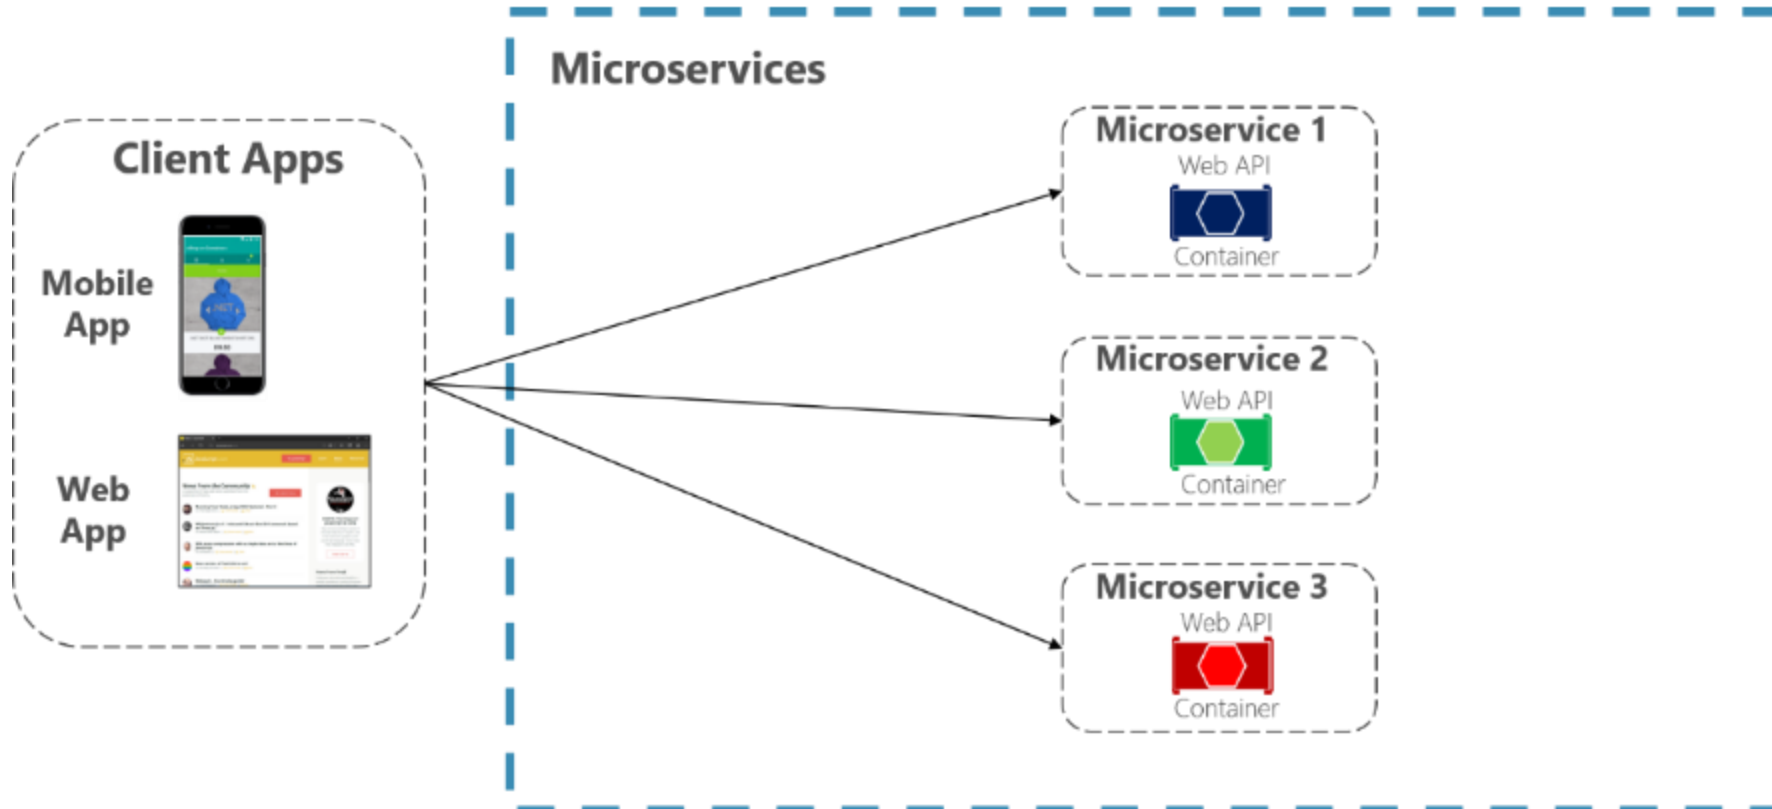 Microservices
Client Apps
Mobile
App
Web
App
Microservice 1
Web API
Container
Microservice 2
Web API
Container
Microservice 3
Web API
Container